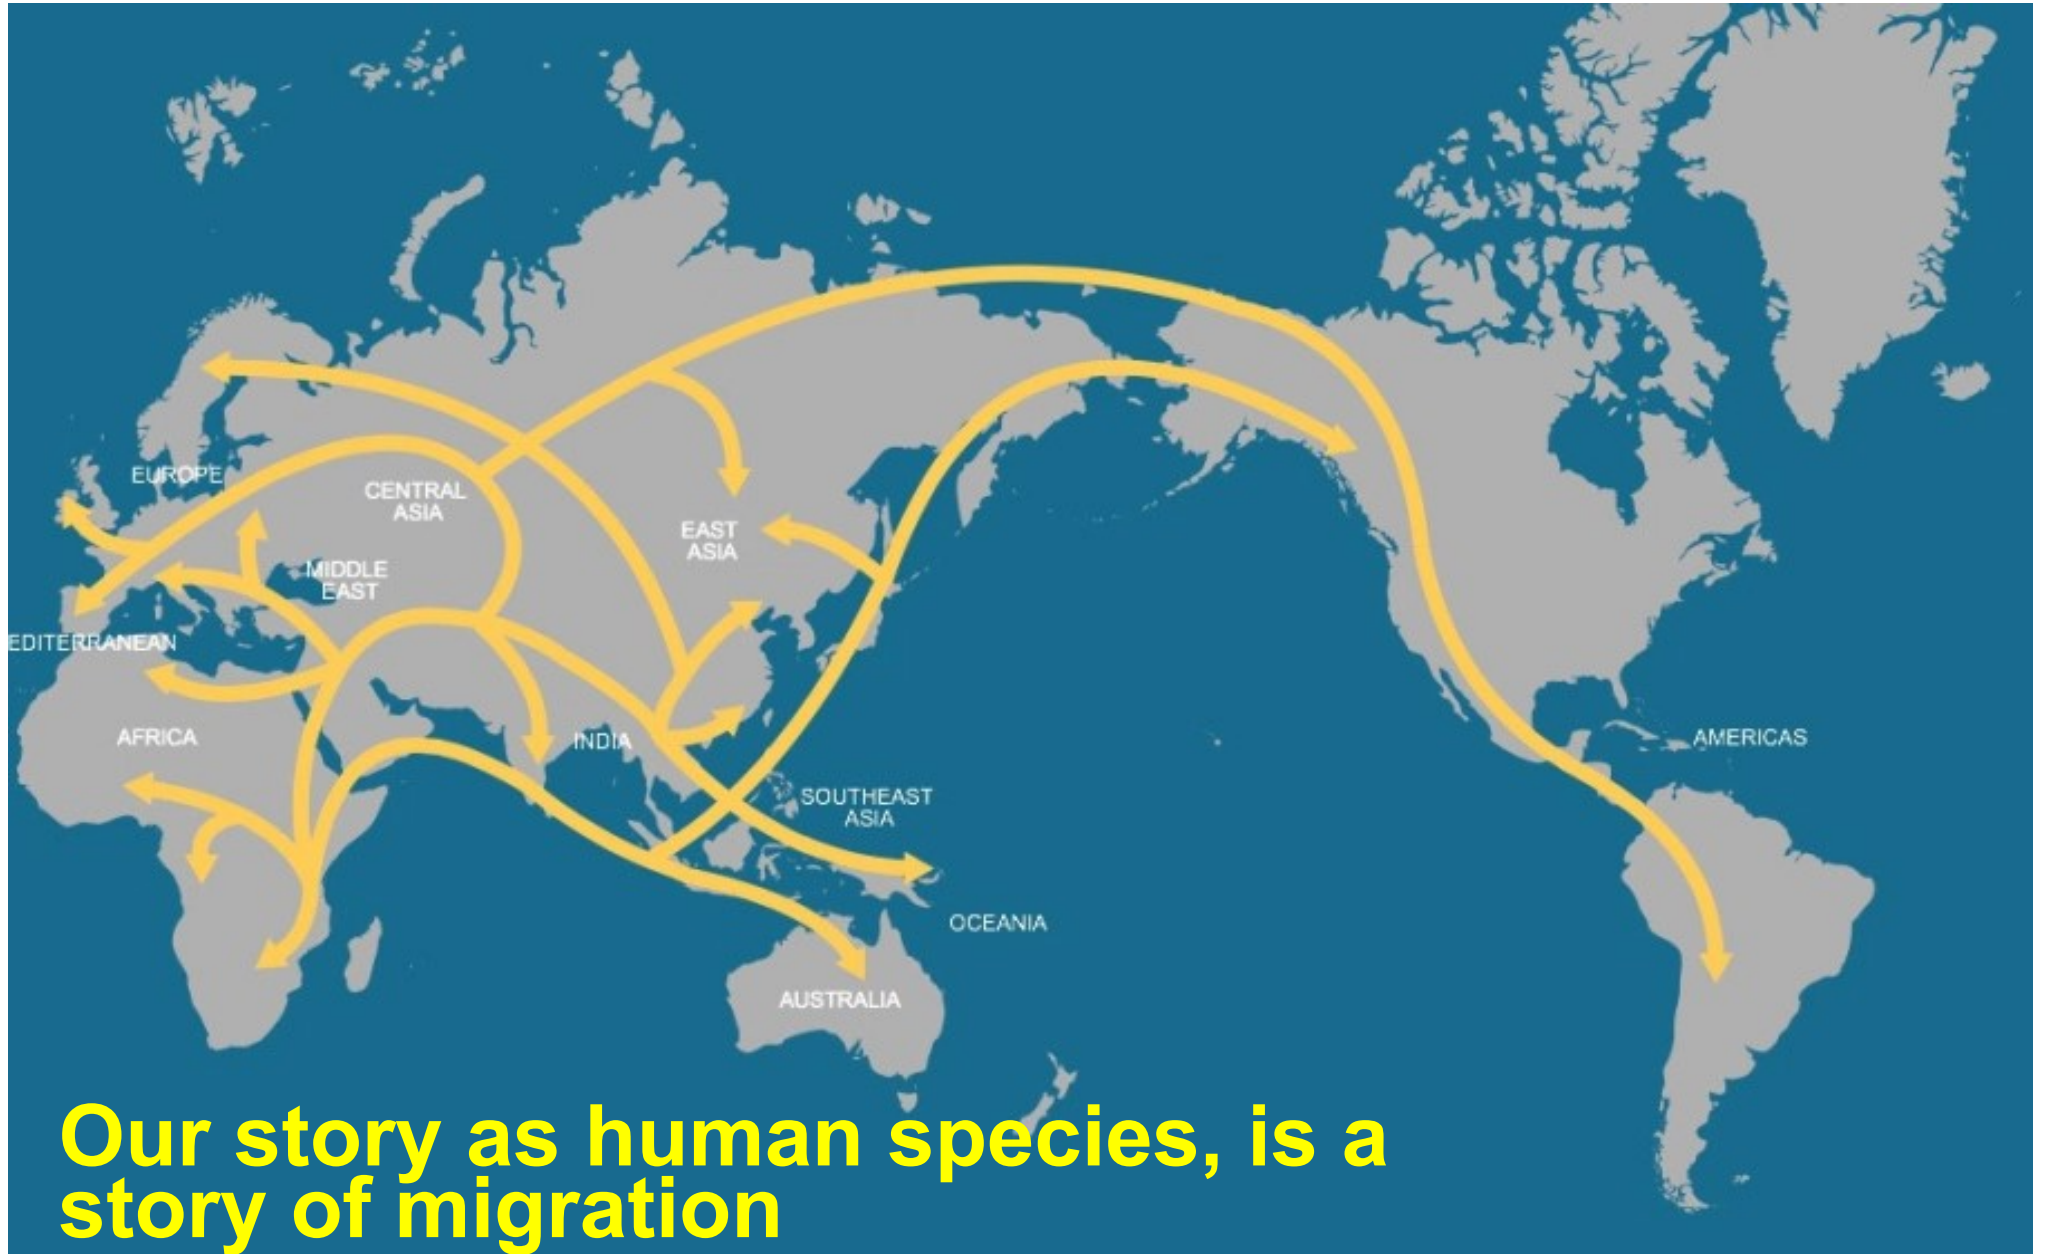 EUROPE
CENTRAL
ASIA
EAST
ASIA
MIDDLE
EAST
EDITERRANEAN
AFRICA
INDIA
AMERICAS
SOUTHEAST
ASIA
OCEANIA
AUSTRALIA
Our story as human species, is a
story of migration